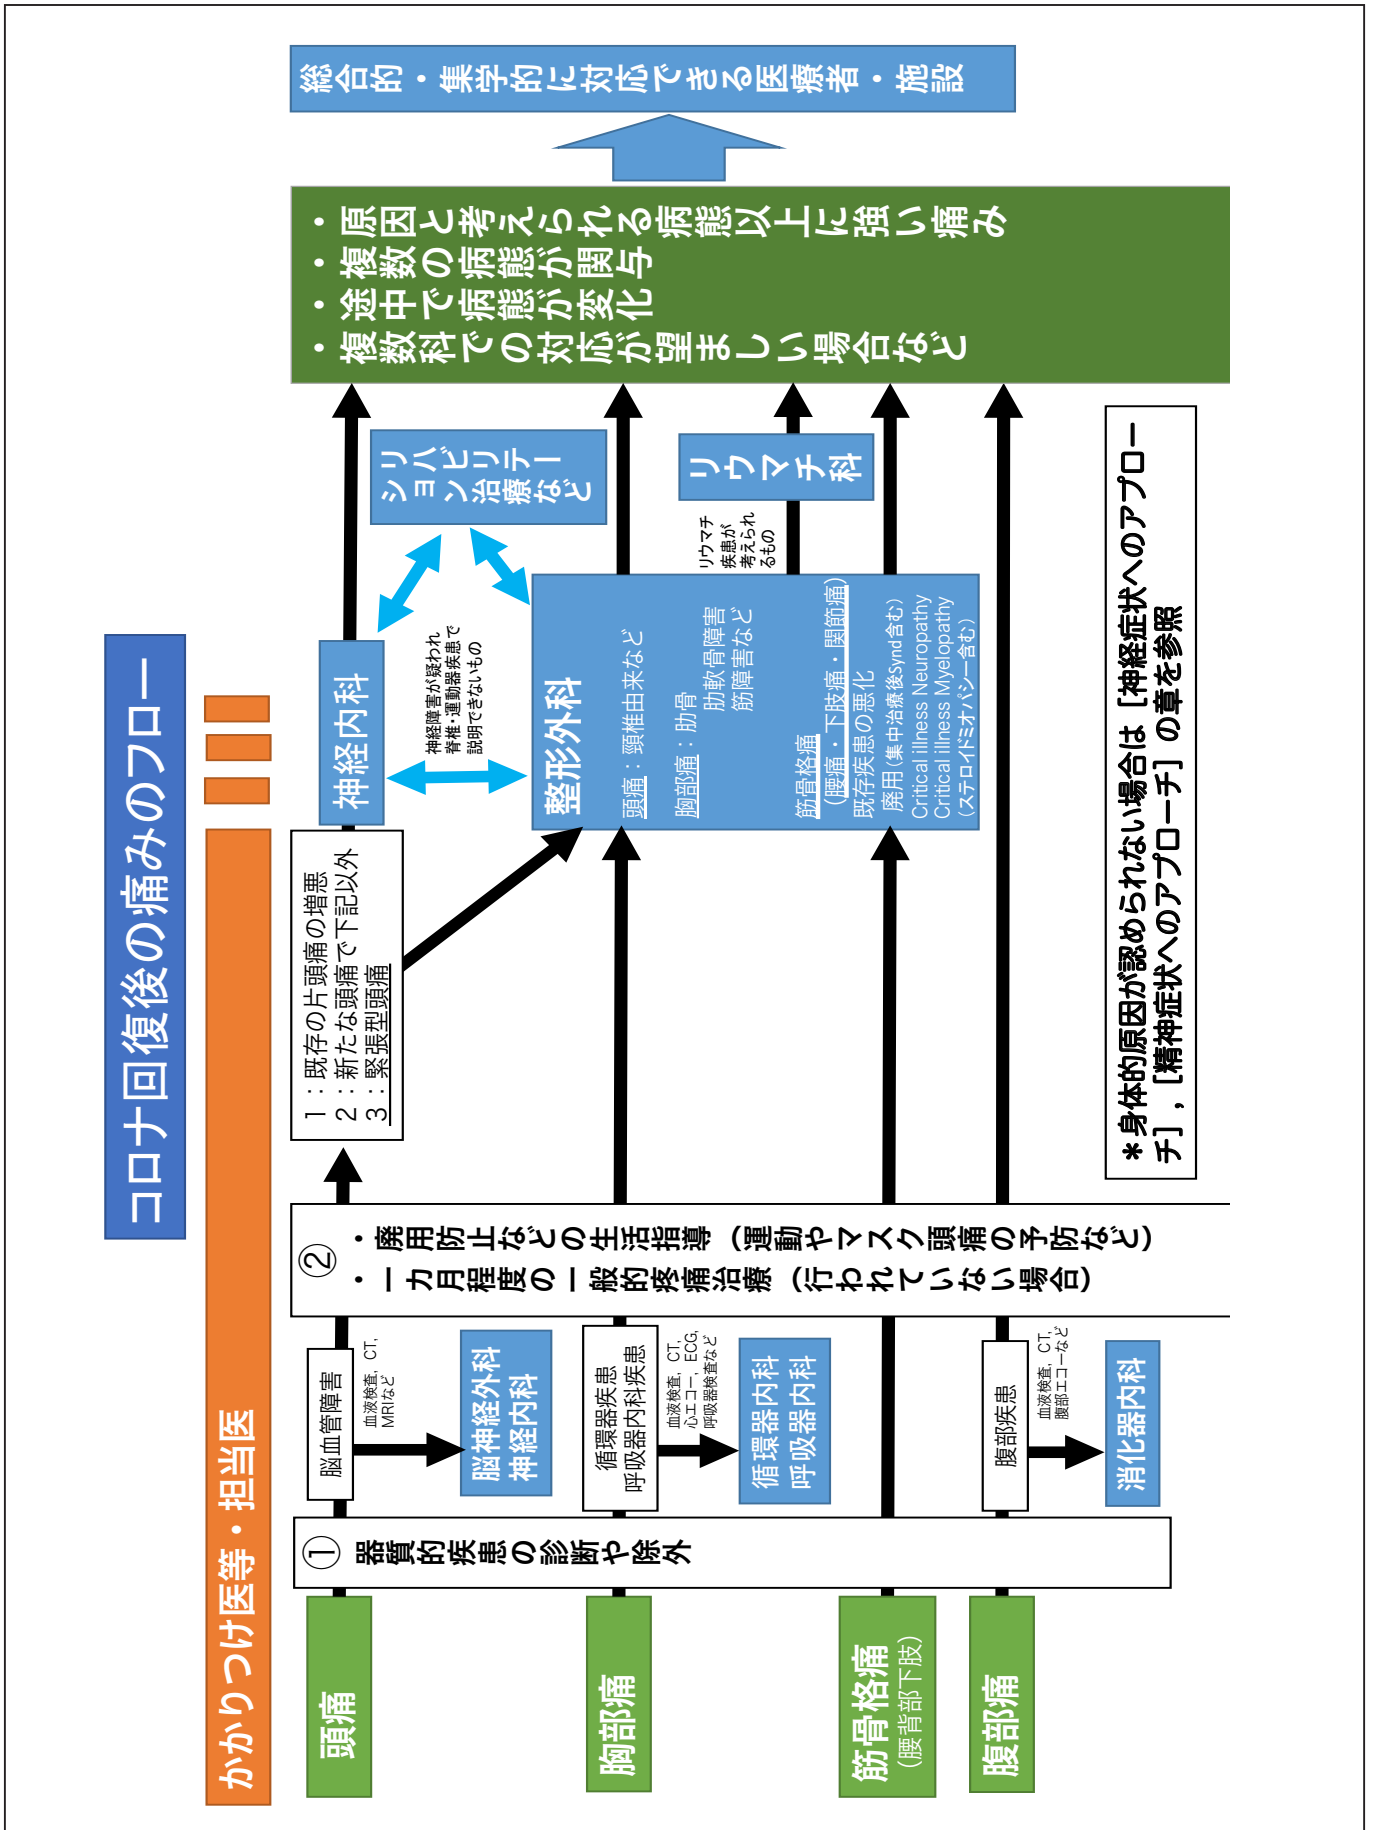 コロナ回復後の痛みのフロー
かかりつけ医等・担当医
頭痛
胸部痛
筋骨格痛
(腰背部下肢)
腹部痛
① 器質的疾患の診断や除外
脳血管障害
血液検査, CT,
MRIなど
脳神経外科
神経内科
循環器疾患
呼吸器内科疾患
血液検査, CT,
心エコー, ECG,
呼吸器検査など
循環器内科
呼吸器内科
腹部疾患
血液検査, CT,
腹部エコーなど
消化器内科
② ・廃用防止などの生活指導（運動やマスク頭痛の予防など）
・一カ月程度の一般的疼痛治療（行われていない場合）
1：既存の片頭痛の増悪
2：新たな頭痛で下記以外
3：緊張型頭痛
神経内科
神経障害が疑われ
脊椎・運動器疾患で
説明できないもの
リハビリテー
ション治療など
整形外科
頭痛：頸椎由来など
胸部痛：肋骨
肋軟骨障害
筋障害など
筋骨格痛
(腰痛・下肢痛・関節痛)
既存疾患の悪化
廃用(集中治療後Synd含む)
Critical illness Neuropathy
Critical illness Myelopathy
(ステロイドミオパシー含む)
リウマチ
疾患が
考えられ
るもの
リウマチ科
・原因と考えられる病態以上に強い痛み
・複数の病態が関与
・途中で病態が変化
・複数科での対応が望ましい場合など
総合的・集学的に対応できる医療者・施設
＊身体的原因が認められない場合は［神経症状へのアプロー
チ］，［精神症状へのアプローチ］の章を参照